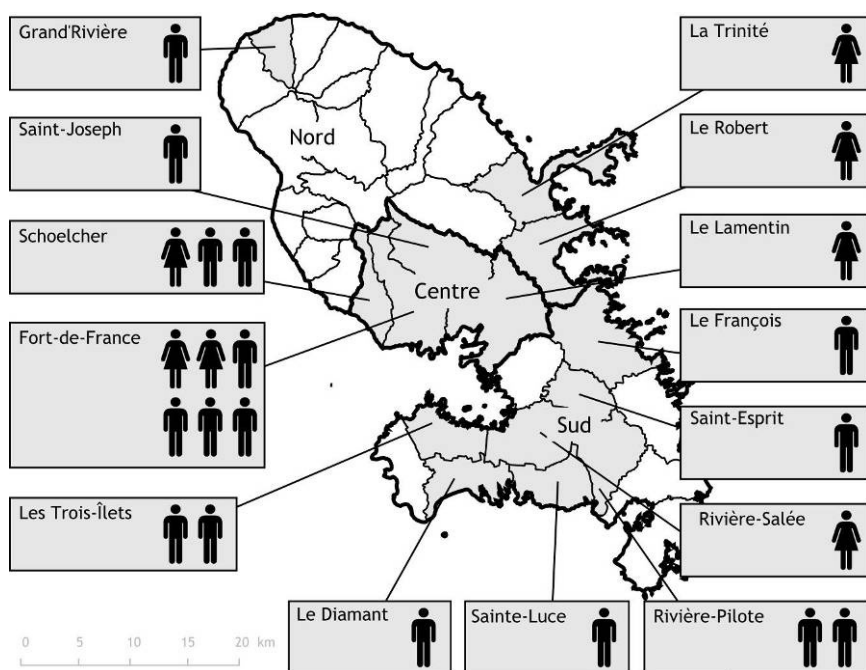 Grand'Rivière
Saint-Joseph
Schoelcher
Fort-de-France
Les Trois-Îlets
Nord
Centre
Sud
La Trinité
Le Robert
Le Lamentin
Le François
Saint-Esprit
Rivière-Salée
Le Diamant
Sainte-Luce
Rivière-Pilote
0 5 10 15 20 km